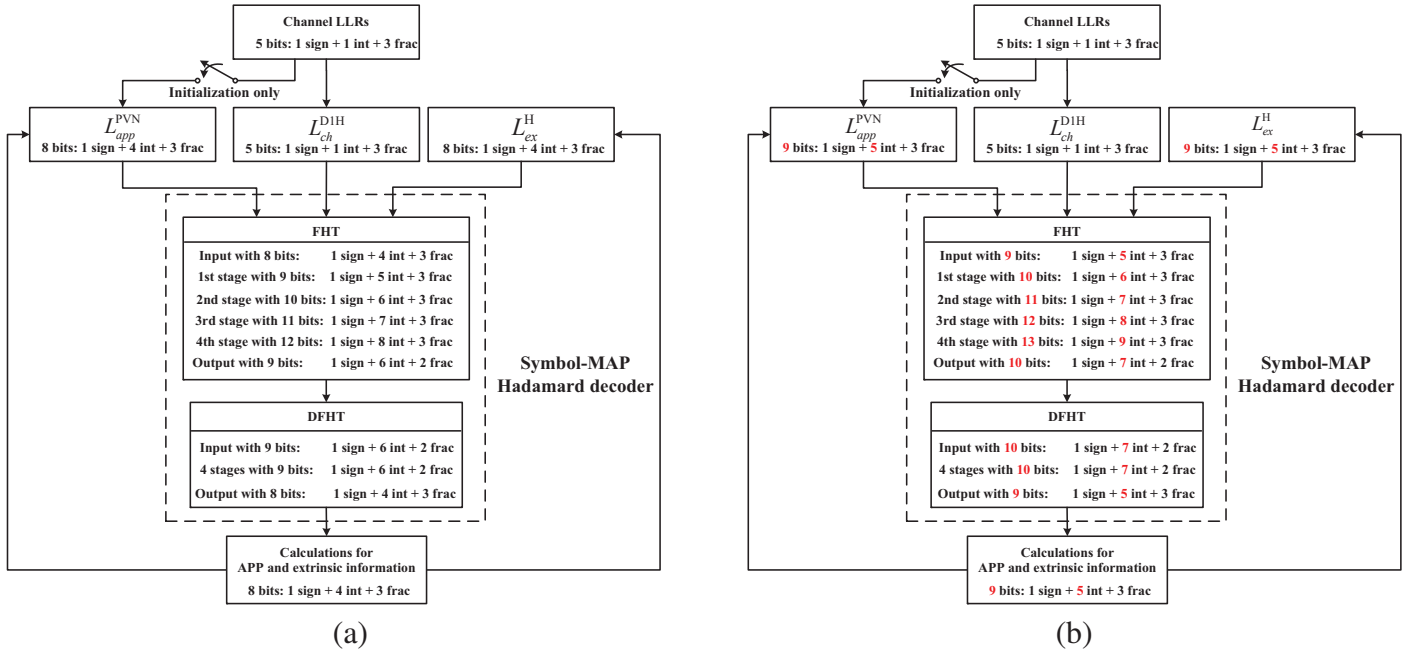 Channel LLRs
5 bits: 1 sign + 1 int + 3 frac
Initialization only
L_{app}^{PVN}
8 bits: 1 sign + 4 int + 3 frac
L_{ch}^{D1H}
5 bits: 1 sign + 1 int + 3 frac
L_{ex}^{H}
8 bits: 1 sign + 4 int + 3 frac
FHT
Input with 8 bits: 1 sign + 4 int + 3 frac
1st stage with 9 bits: 1 sign + 5 int + 3 frac
2nd stage with 10 bits: 1 sign + 6 int + 3 frac
3rd stage with 11 bits: 1 sign + 7 int + 3 frac
4th stage with 12 bits: 1 sign + 8 int + 3 frac
Output with 9 bits: 1 sign + 6 int + 2 frac
Symbol-MAP
Hadamard decoder
DFHT
Input with 9 bits: 1 sign + 6 int + 2 frac
4 stages with 9 bits: 1 sign + 6 int + 2 frac
Output with 8 bits: 1 sign + 4 int + 3 frac
Calculations for
APP and extrinsic information
8 bits: 1 sign + 4 int + 3 frac
(a)
Channel LLRs
5 bits: 1 sign + 1 int + 3 frac
Initialization only
L_{app}^{PVN}
9 bits: 1 sign + 5 int + 3 frac
L_{ch}^{D1H}
5 bits: 1 sign + 1 int + 3 frac
L_{ex}^{H}
9 bits: 1 sign + 5 int + 3 frac
FHT
Input with 9 bits: 1 sign + 5 int + 3 frac
1st stage with 10 bits: 1 sign + 6 int + 3 frac
2nd stage with 11 bits: 1 sign + 7 int + 3 frac
3rd stage with 12 bits: 1 sign + 8 int + 3 frac
4th stage with 13 bits: 1 sign + 9 int + 3 frac
Output with 10 bits: 1 sign + 7 int + 2 frac
Symbol-MAP
Hadamard decoder
DFHT
Input with 10 bits: 1 sign + 7 int + 2 frac
4 stages with 10 bits: 1 sign + 7 int + 2 frac
Output with 9 bits: 1 sign + 5 int + 3 frac
Calculations for
APP and extrinsic information
9 bits: 1 sign + 5 int + 3 frac
(b)